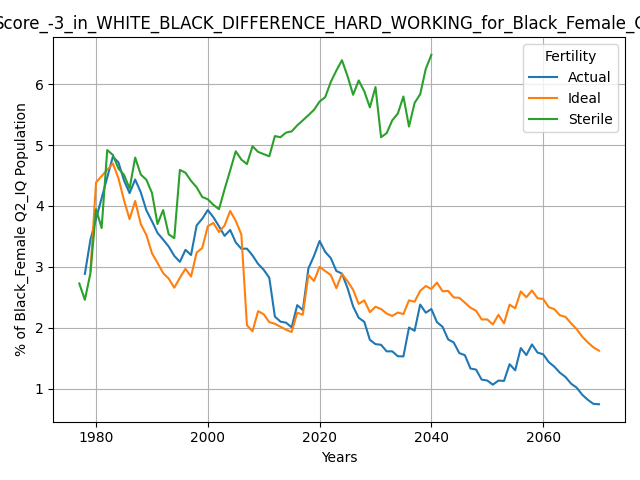 Score_-3_in_WHITE_BLACK_DIFFERENCE_HARD_WORKING_for_Black_Female_
% of Black_Female Q2_IQ Population
6
5
4
3
2
1
Fertility
Actual
Ideal
Sterile
1980 2000 2020 2040 2060
Years